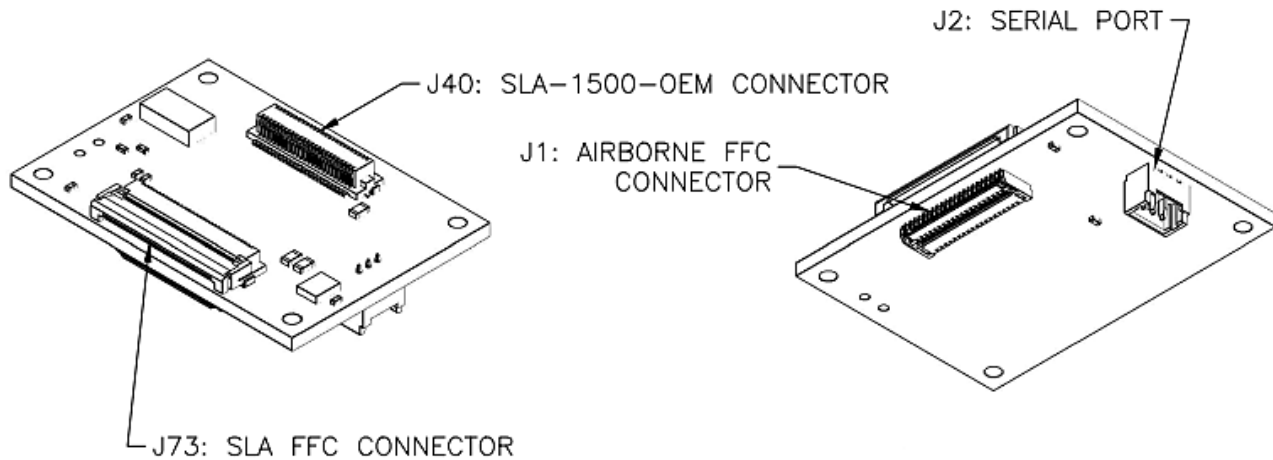 J2: SERIAL PORT
J40: SLA-1500-OEM CONNECTOR
J1: AIRBORNE FFC
CONNECTOR
J73: SLA FFC CONNECTOR